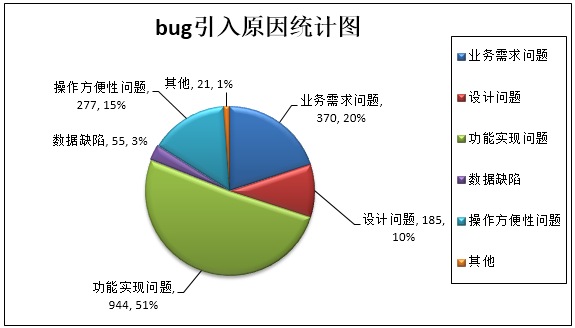 bug引入原因统计图
操作方便性问题,
277, 15%
其他, 21, 1%
业务需求问题,
370, 20%
数据缺陷, 55, 3%
设计问题, 185,
10%
功能实现问题,
944, 51%
业务需求问题
设计问题
功能实现问题
数据缺陷
操作方便性问题
其他